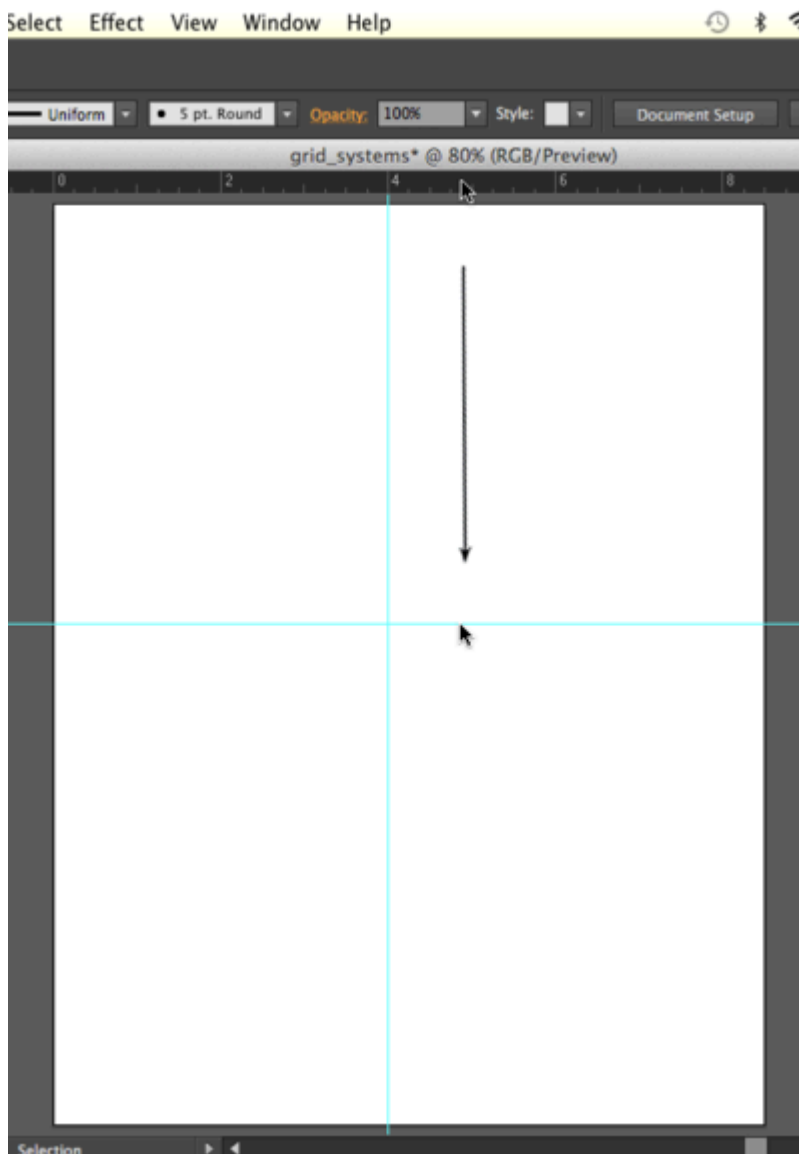 Select Effect View Window Help
Uniform 5 pt. Round Opacity: 100% Style: Document Setup
grid_systems* @ 80% (RGB/Preview)
0 2 4 6 8
Selection